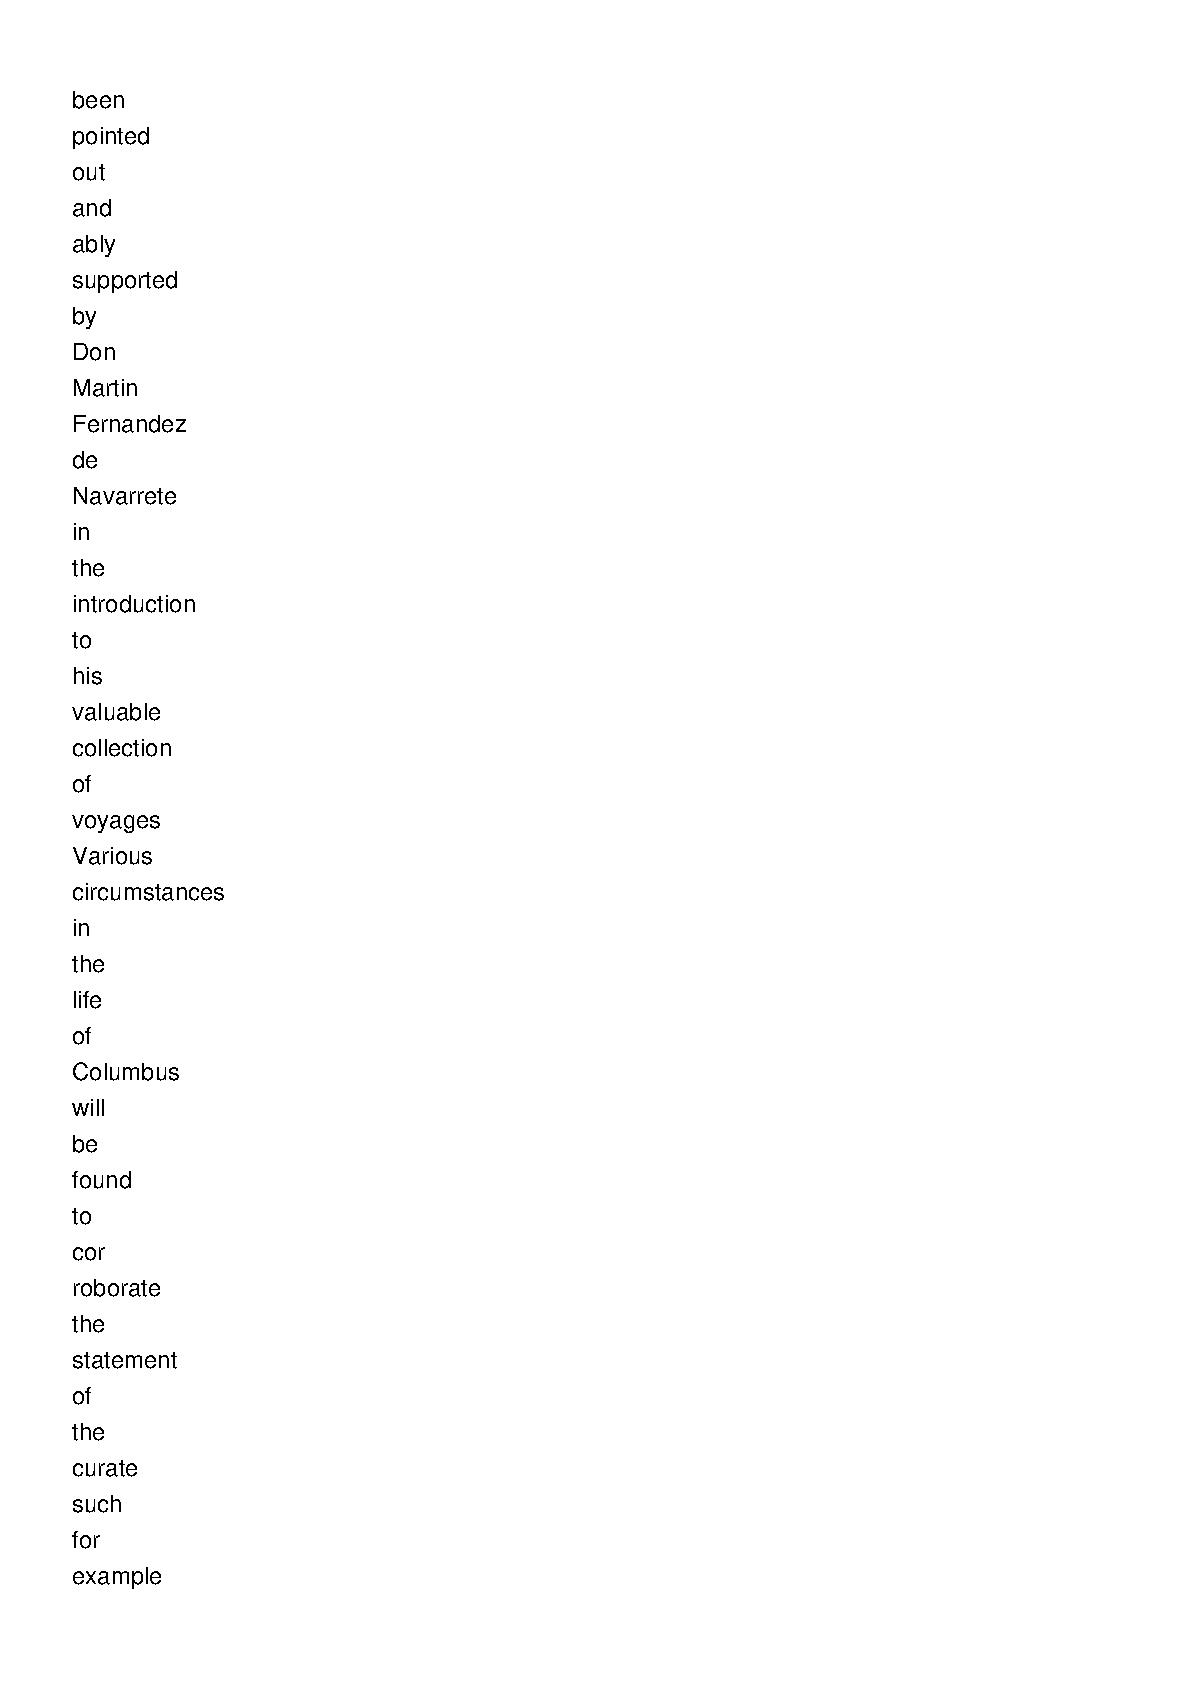 been
pointed
out
and
ably
supported
by
Don
Martin
Fernandez
de
Navarrete
in
the
introduction
to
his
valuable
collection
of
voyages
Various
circumstances
in
the
life
of
Columbus
will
be
found
to
cor
roborate
the
statement
of
the
curate
such
for
example